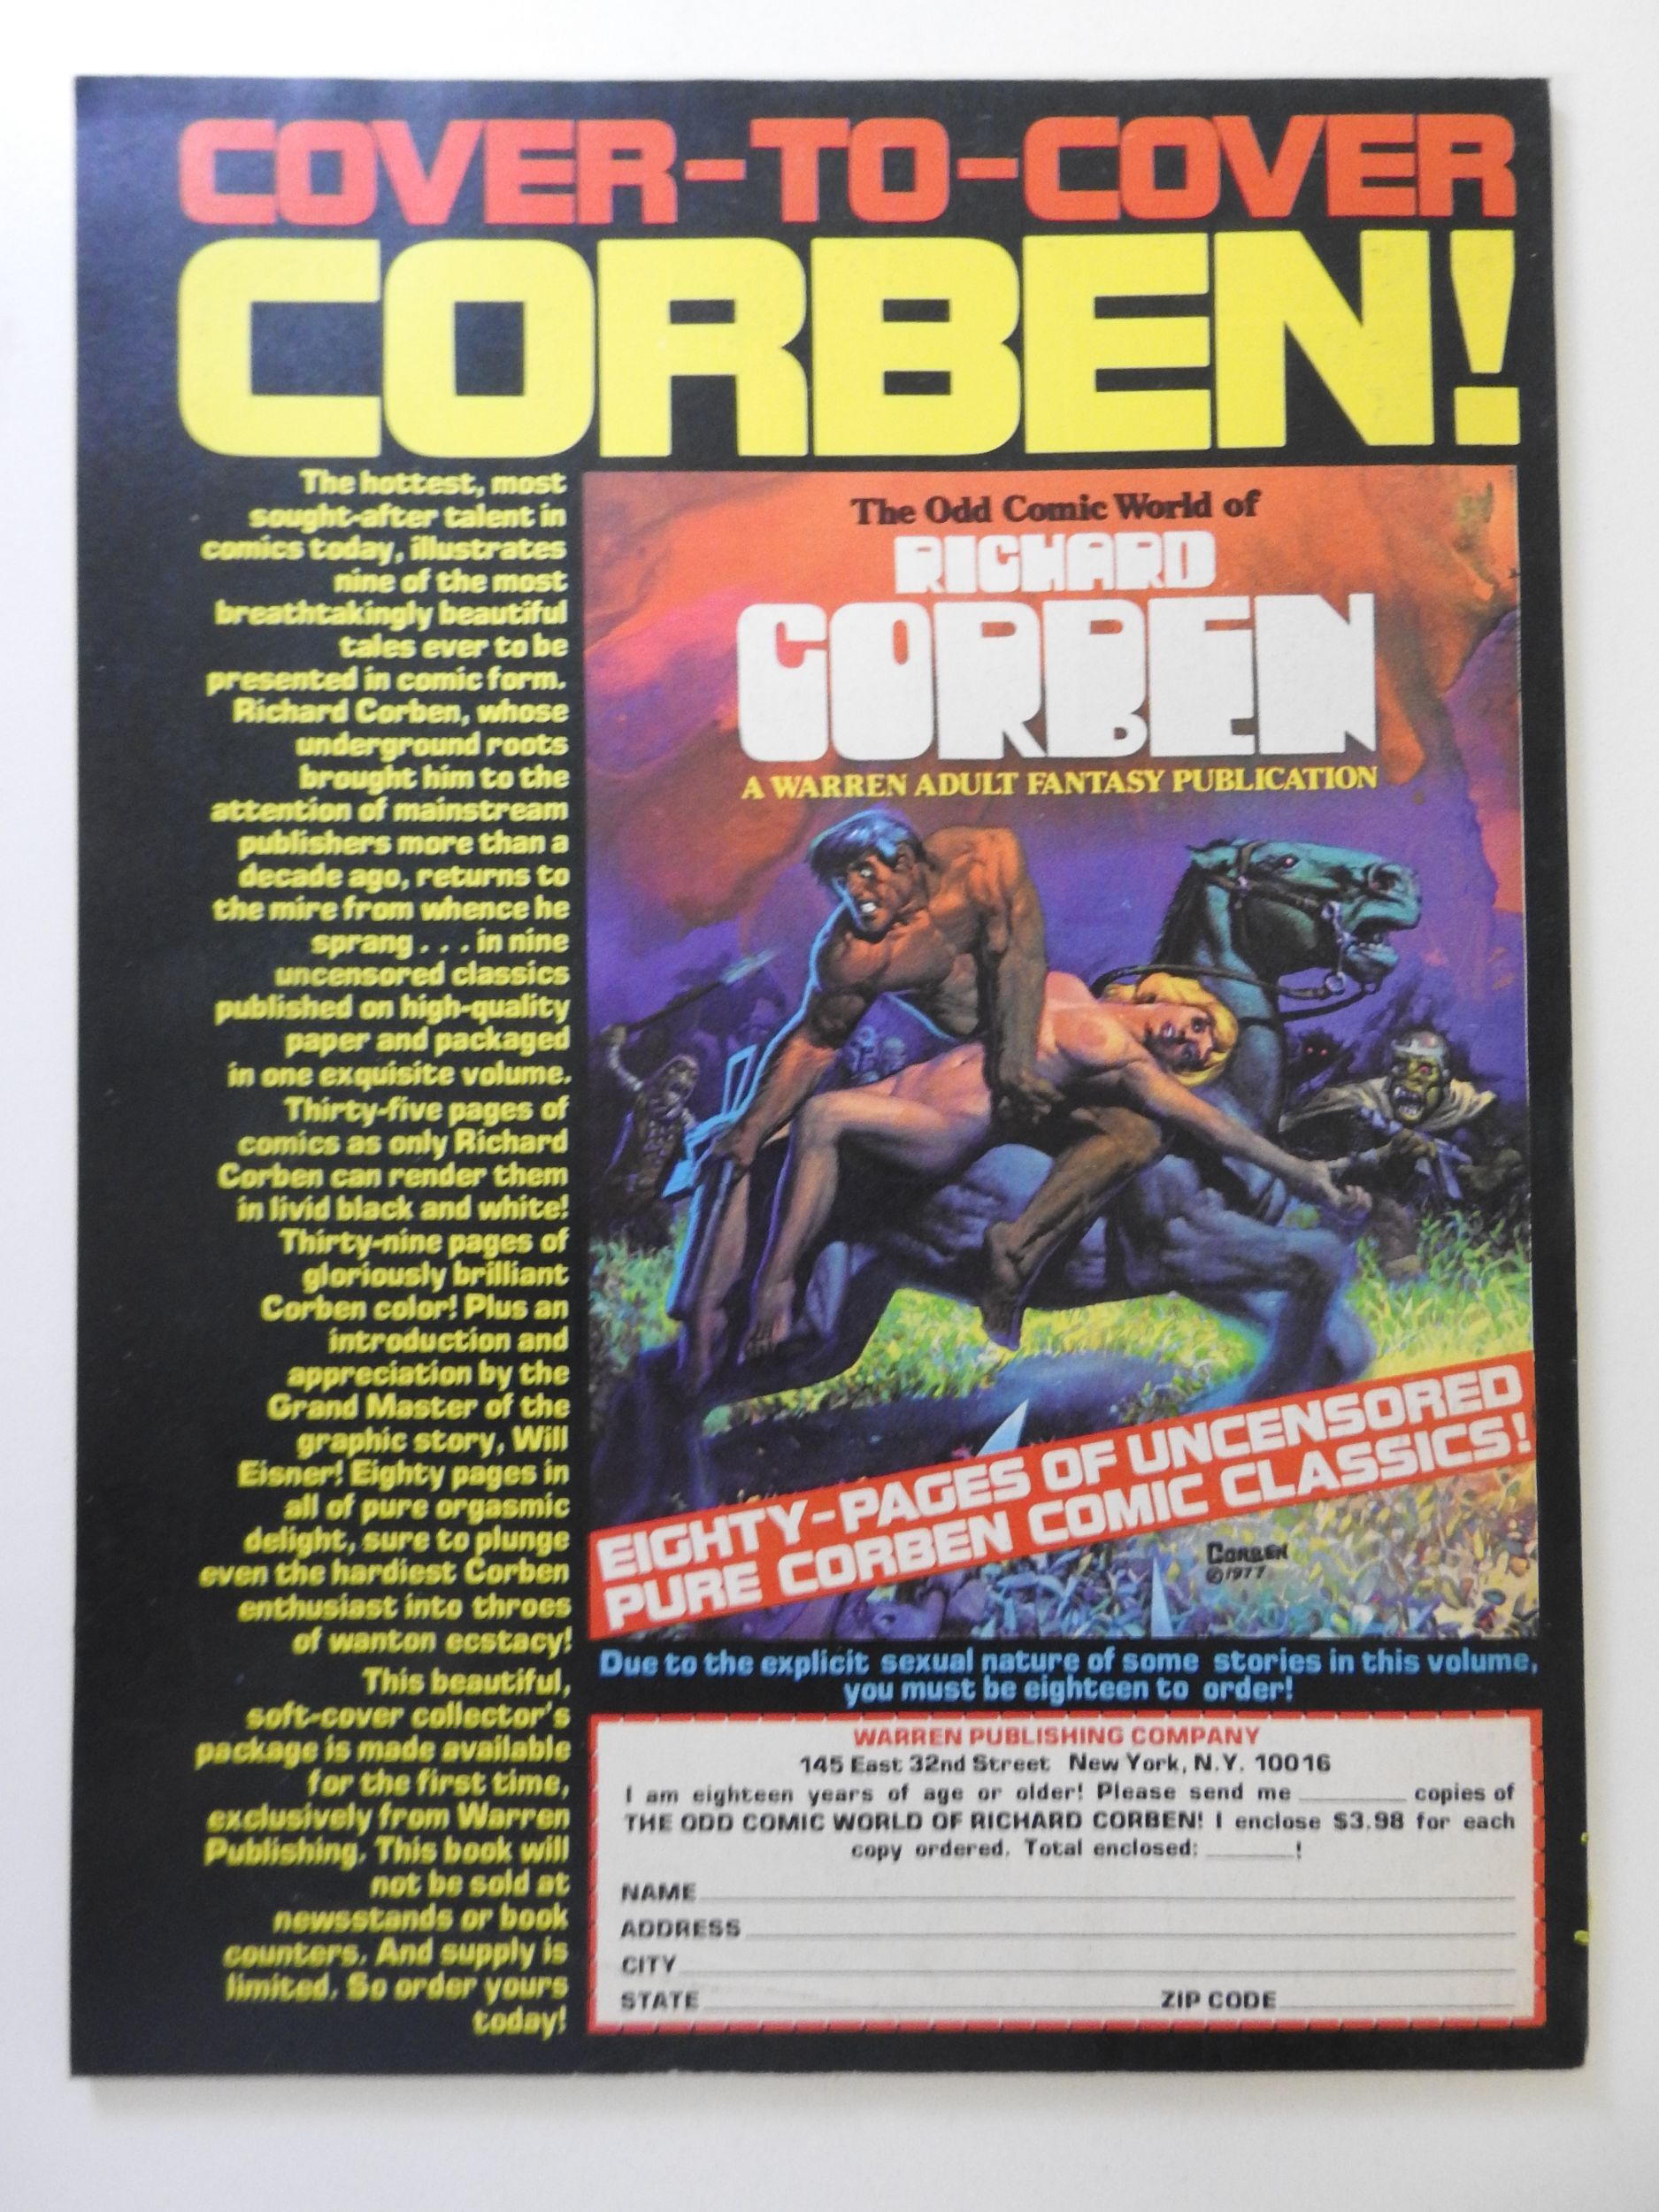 COVER-TO-COVER
CORBEN!
The hottest, most
sought-after talent in
comics today, illustrates
nine of the most
breathtakingly beautiful
tales ever to be
presented in comic form.
Richard Corben, whose
underground roots
brought him to the
attention of mainstream
publishers more than a
decade ago, returns to
the mire from whence he
sprang . . . in nine
uncensored classics
published on high-quality
paper and packaged
in one exquisite volume.
Thirty-five pages of
comics as only Richard
Corben can render them
in livid black and white!
Thirty-nine pages of
gloriously brilliant
Corben color! Plus an
introduction and
appreciation by the
Grand Master of the
graphic story, Will
Eisner! Eighty pages in
all of pure orgasmic
delight, sure to plunge
even the hardiest Corben
enthusiast into throes
of wanton ecstacy!
This beautiful,
soft-cover collector's
package is made available
for the first time,
exclusively from Warren
Publishing. This book will
not be sold at
newsstands or book
counters. And supply is
limited. So order yours
today!
The Odd Comic World of
RICHARD
CORBEN
A WARREN ADULT FANTASY PUBLICATION
EIGHTY-PAGES OF UNCENSORED
PURE CORBEN COMIC CLASSICS!
CORBEN
©1977
Due to the explicit sexual nature of some stories in this volume,
you must be eighteen to order!
WARREN PUBLISHING COMPANY
145 East 32nd Street New York, N.Y. 10016
I am eighteen years of age or older! Please send me ________ copies of
THE ODD COMIC WORLD OF RICHARD CORBEN! I enclose $3.98 for each
copy ordered. Total enclosed: _______!
NAME
ADDRESS
CITY
STATE ZIP CODE